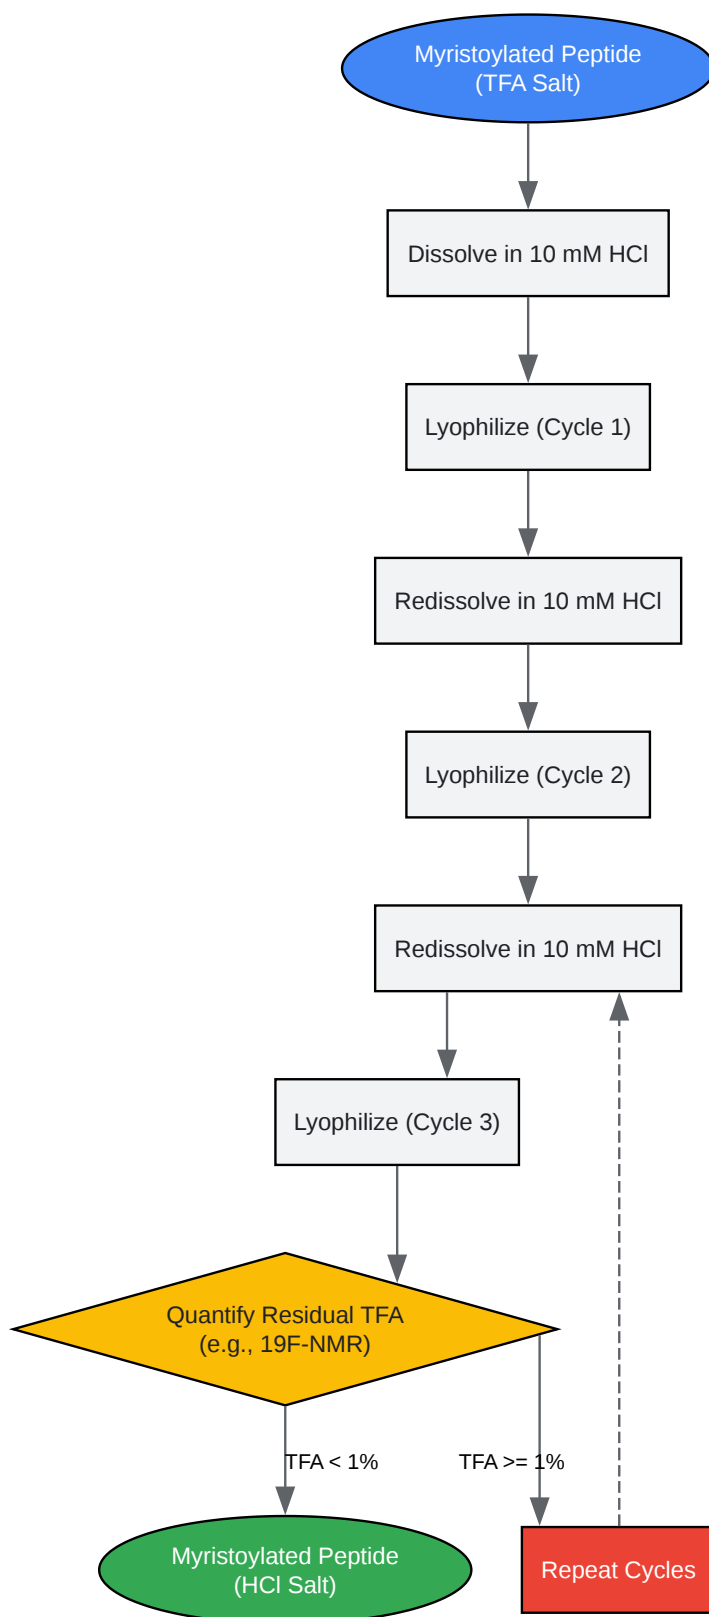 Myristoylated Peptide
(TFA Salt)
Dissolve in 10 mM HCl
Lyophilize (Cycle 1)
Redissolve in 10 mM HCl
Lyophilize (Cycle 2)
Redissolve in 10 mM HCl
Lyophilize (Cycle 3)
Quantify Residual TFA
(e.g., 19F-NMR)
TFA < 1%
TFA >= 1%
Myristoylated Peptide
(HCl Salt)
Repeat Cycles